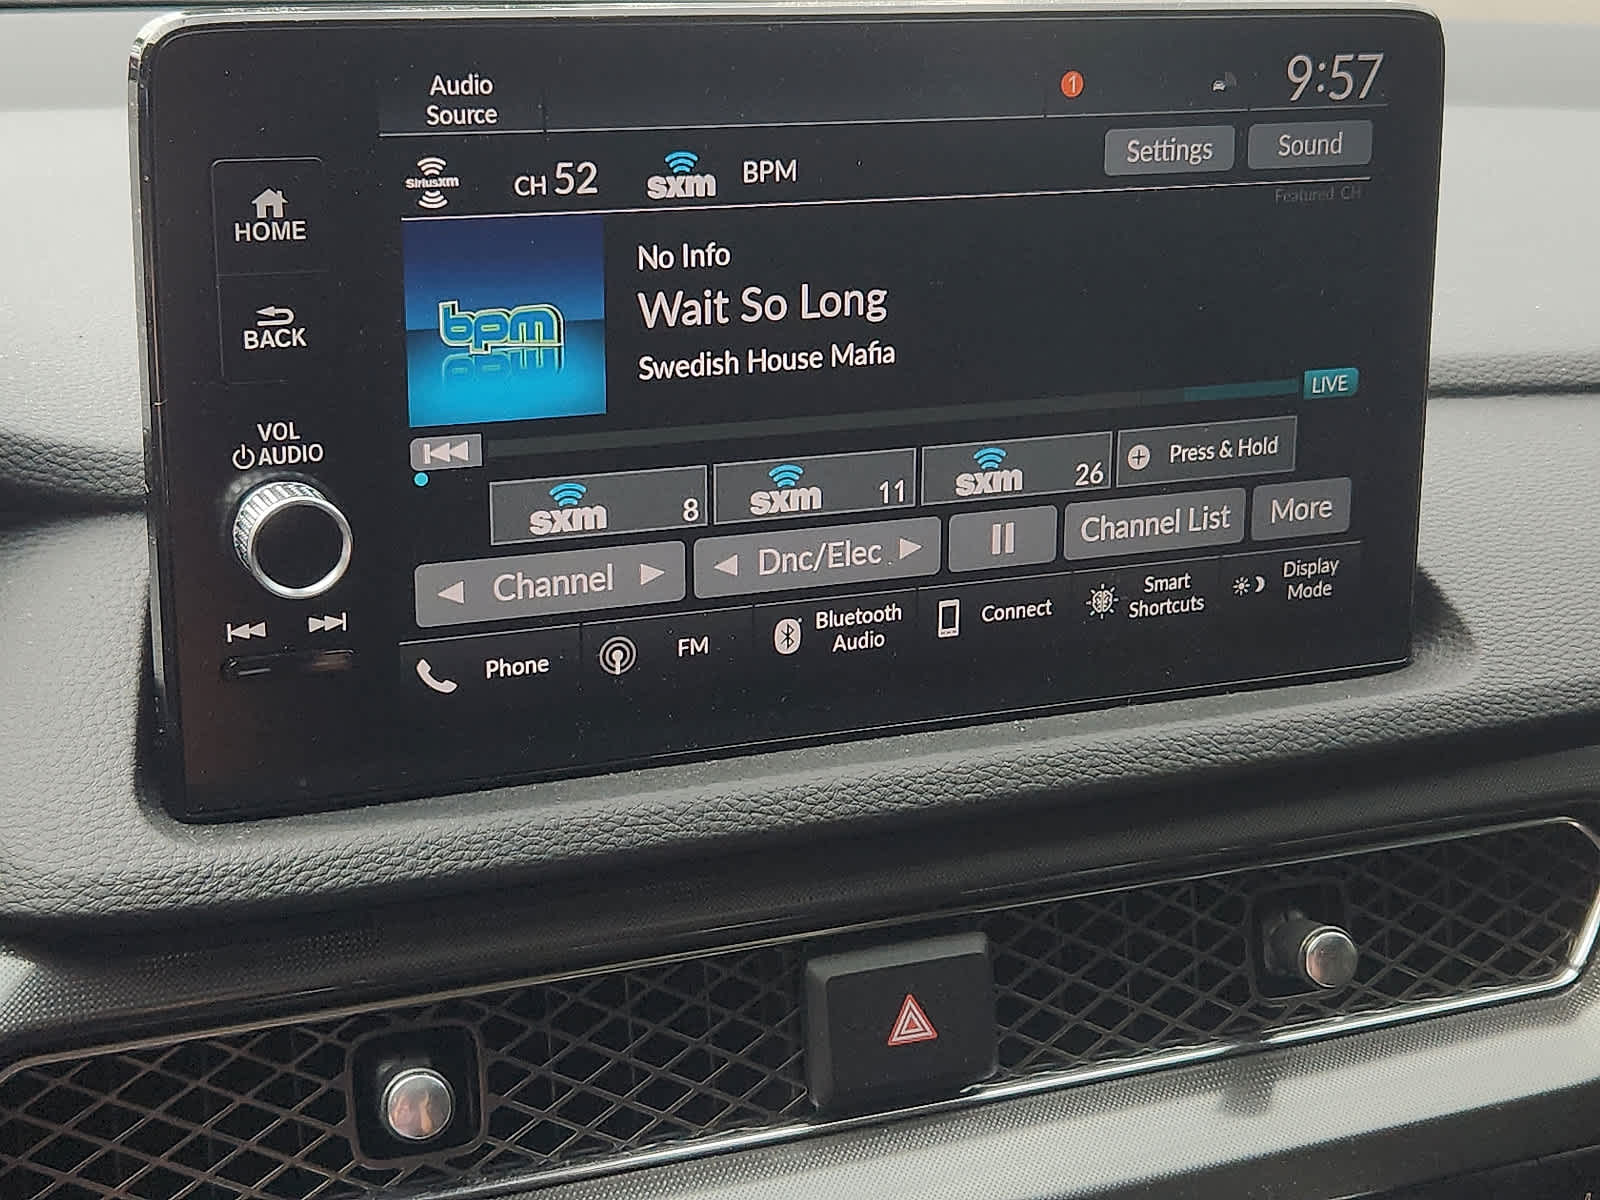 Audio
Source
1
9:57
SiriusXM
CH 52
sxm
BPM
Settings
Sound
Featured CH
HOME
BACK
VOL
AUDIO
bpm
No Info
Wait So Long
Swedish House Mafia
LIVE
sxm 8
sxm 11
sxm 26
Press & Hold
Channel
Dnc/Elec
Channel List
More
Phone
FM
Bluetooth
Audio
Connect
Smart
Shortcuts
Display
Mode